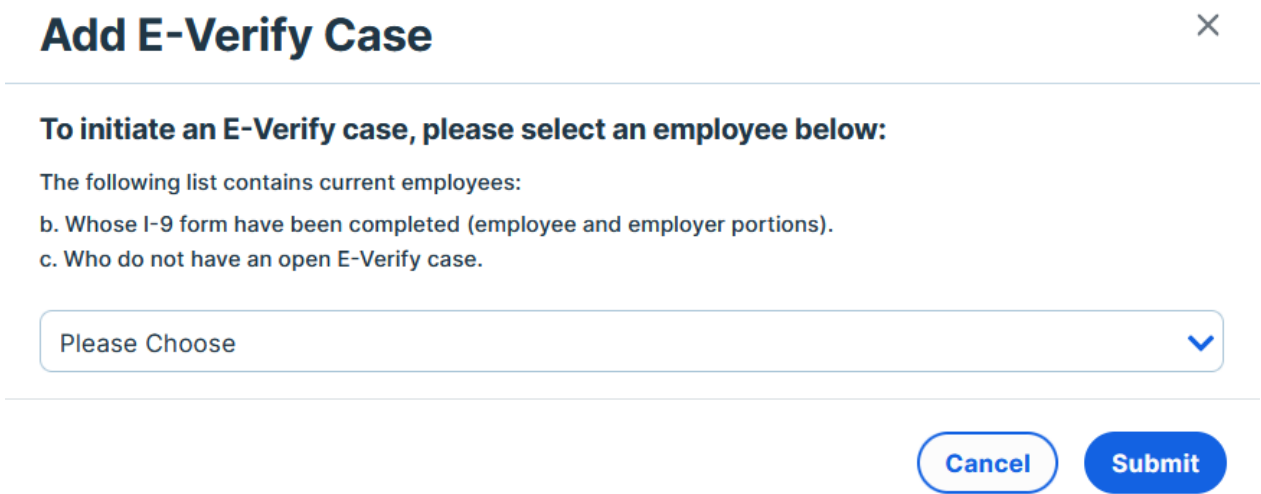 Add E-Verify Case
To initiate an E-Verify case, please select an employee below:
The following list contains current employees:
b. Whose I-9 form have been completed (employee and employer portions).
c. Who do not have an open E-Verify case.
Please Choose
Cancel Submit